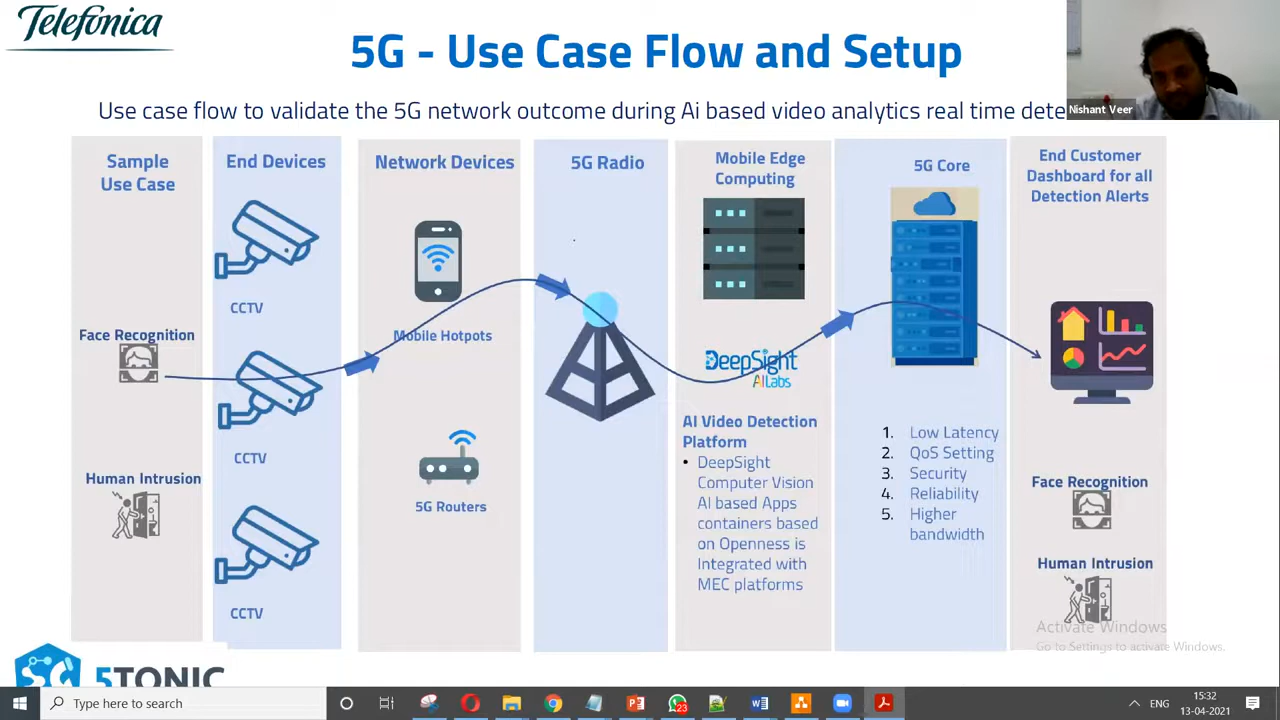 Telefónica
5G - Use Case Flow and Setup
Nishant Veer
Use case flow to validate the 5G network outcome during Ai based video analytics real time dete
Sample
Use Case
Face Recognition
Human Intrusion
End Devices
CCTV
CCTV
CCTV
Network Devices
Mobile Hotpots
5G Routers
5G Radio
Mobile Edge
Computing
DeepSight
AI Labs
AI Video Detection
Platform
• DeepSight
Computer Vision
AI based Apps
containers based
on Openness is
Integrated with
MEC platforms
5G Core
1. Low Latency
2. QoS Setting
3. Security
4. Reliability
5. Higher
bandwidth
End Customer
Dashboard for all
Detection Alerts
Face Recognition
Human Intrusion
Activate Windows
Go to Settings to activate Windows.
5TONIC
Type here to search
23
ENG
15:32
13-04-2021